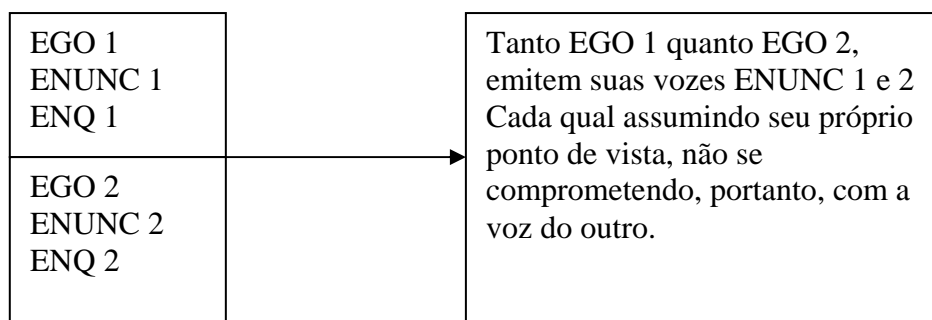 EGO 1
ENUNC 1
ENQ 1
EGO 2
ENUNC 2
ENQ 2
Tanto EGO 1 quanto EGO 2,
emitem suas vozes ENUNC 1 e 2
Cada qual assumindo seu próprio
ponto de vista, não se
comprometendo, portanto, com a
voz do outro.